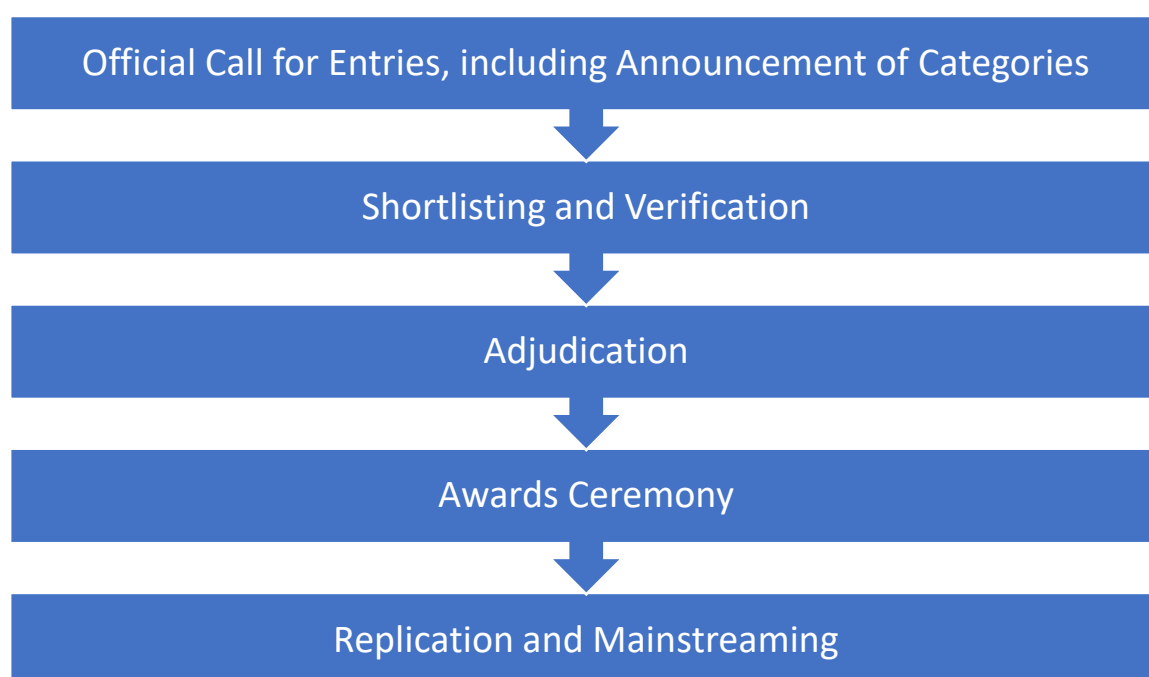 Official Call for Entries, including Announcement of Categories
Shortlisting and Verification
Adjudication
Awards Ceremony
Replication and Mainstreaming